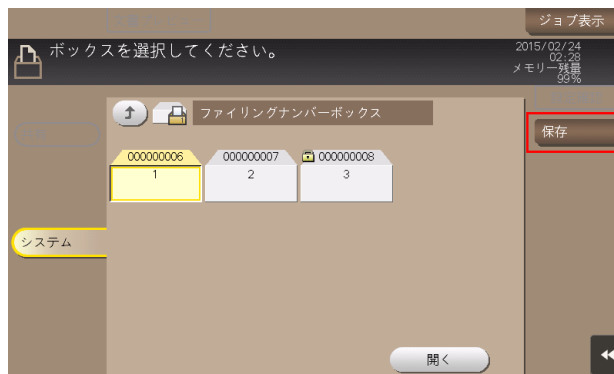 ジョブ表示
ボックスを選択してください。
2015/02/24
02:28
メモリー残量
99%
ファイリングナンバーボックス
保存
000000006
000000007
000000008
1
2
3
システム
開く